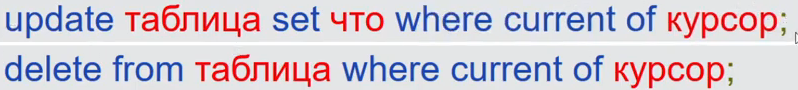 update таблица set что where current of курсор;
delete from таблица where current of курсор;